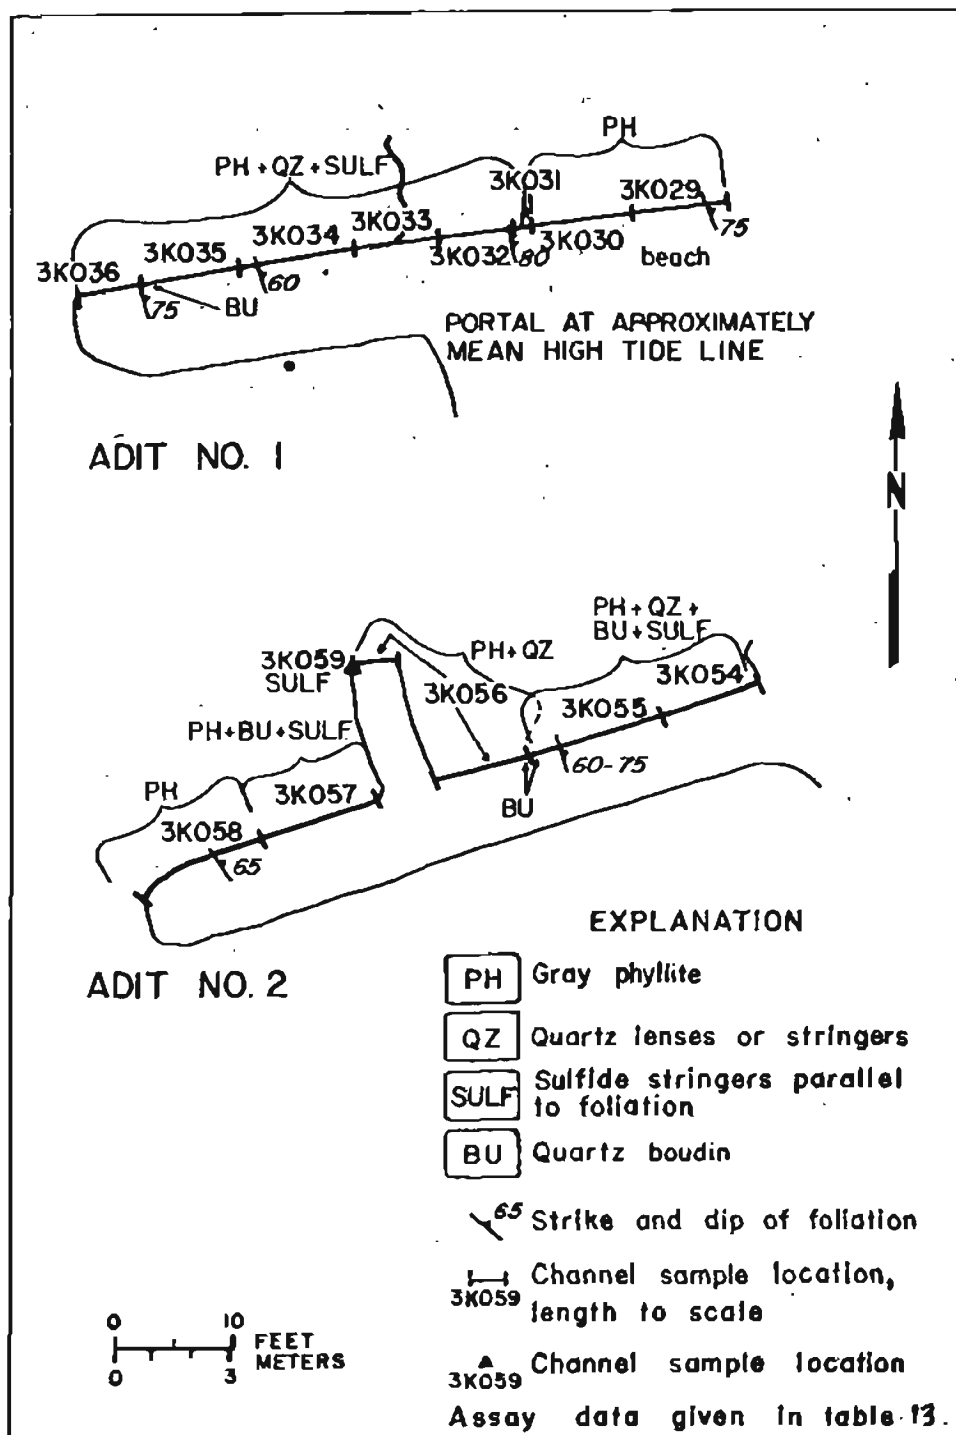 PH
PH+QZ+SULF
3K031
3K029
3K033
3K034
3K035
3K036
3K032
80
3K030
75
beach
60
75
BU
PORTAL AT APPROXIMATELY
MEAN HIGH TIDE LINE
ADIT NO. 1
N
PH+QZ+
BU+SULF
PH+QZ
3K059
SULF
3K054
3K056
3K055
PH+BU+SULF
60-75
PH
3K057
BU
3K058
65
EXPLANATION
ADIT NO. 2
PH Gray phyllite
QZ Quartz lenses or stringers
SULF Sulfide stringers parallel
to foliation
BU Quartz boudin
65 Strike and dip of foliation
3K059 Channel sample location,
length to scale
0 10
FEET
METERS
0 3
3K059 Channel sample location
Assay data given in table 13.